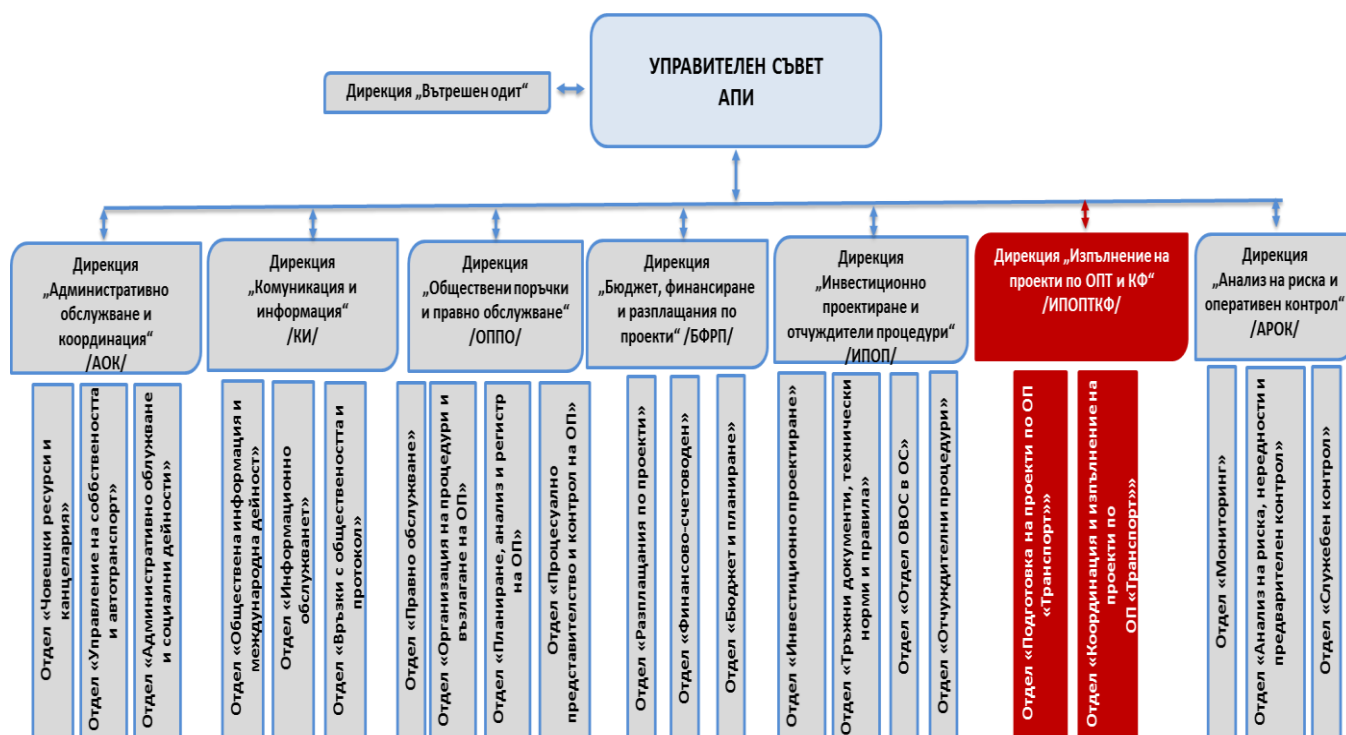 УПРАВИТЕЛЕН СЪВЕТ
АПИ
Дирекция „Вътрешен одит“
Дирекция
„Административно
обслужване и
координация“
/АОК/
Дирекция
„Комуникация и
информация“
/КИ/
Дирекция
„Обществени поръчки
и правно обслужване“
/ОППО/
Дирекция
„Бюджет, финансиране
и разплащания по
проекти“ /БФРП/
Дирекция
„Инвестиционно
проектиране и
отчуждители процедури“
/ИПОП/
Дирекция „Изпълнение на
проекти по ОПТ и КФ“
/ИПОПТКФ/
Дирекция
„Анализ на риска и
оперативен контрол“
/АРОК/
Отдел «Човешки ресурси и
канцелария»
Отдел «Управление на соббствеността
и автотранспорт»
Отдел «Административно облужване
и социални дейности»
Отдел «Обществена информация и
международна дейност»
Отдел «Информационно
обслужванет»
Отдел «Връзки с обществеността и
протокол»
Отдел «Правно обслужване»
Отдел «Организация на процедури и
възлагане на ОП»
Отдел «Планиране, анализ и регистр
на ОП»
Отдел «Процесуално
представителство и контрол на ОП»
Отдел «Разплащания по проекти»
Отдел «Финансово-счетоводен»
Отдел «Бюджет и планиране»
Отдел «Инвестиционно проектиране»
Отдел «Тръжни документи, технически
норми и правила»
Отдел «Отдел ОВОС в ОС»
Отдел «Отчуждителни процедури»
Отдел «Подготовка на проекти по ОП
«Транспорт»»
Отдел «Координация и изпълнение на
проекти по
ОП «Транспорт»»
Отдел «Мониторинг»
Отдел «Анализ на риска, нередности и
предварителен контрол»
Отдел «Служебен контрол»